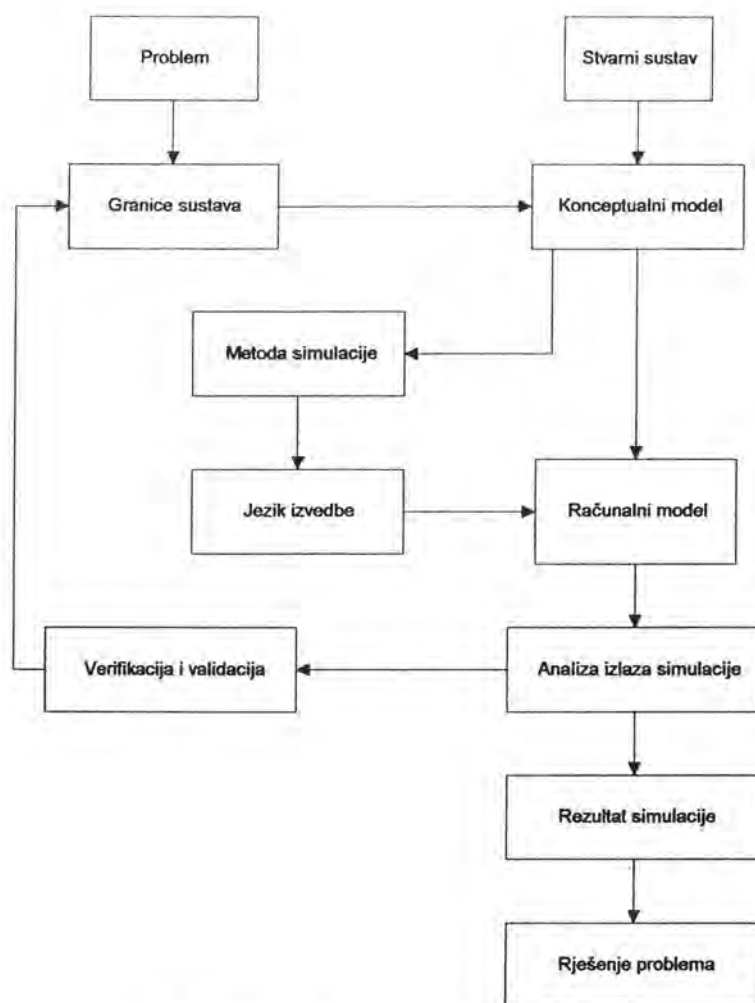 Problem
Stvarni sustav
Granice sustava
Konceptualni model
Metoda simulacije
Jezik izvedbe
Računalni model
Verifikacija i validacija
Analiza izlaza simulacije
Rezultat simulacije
Rješenje problema